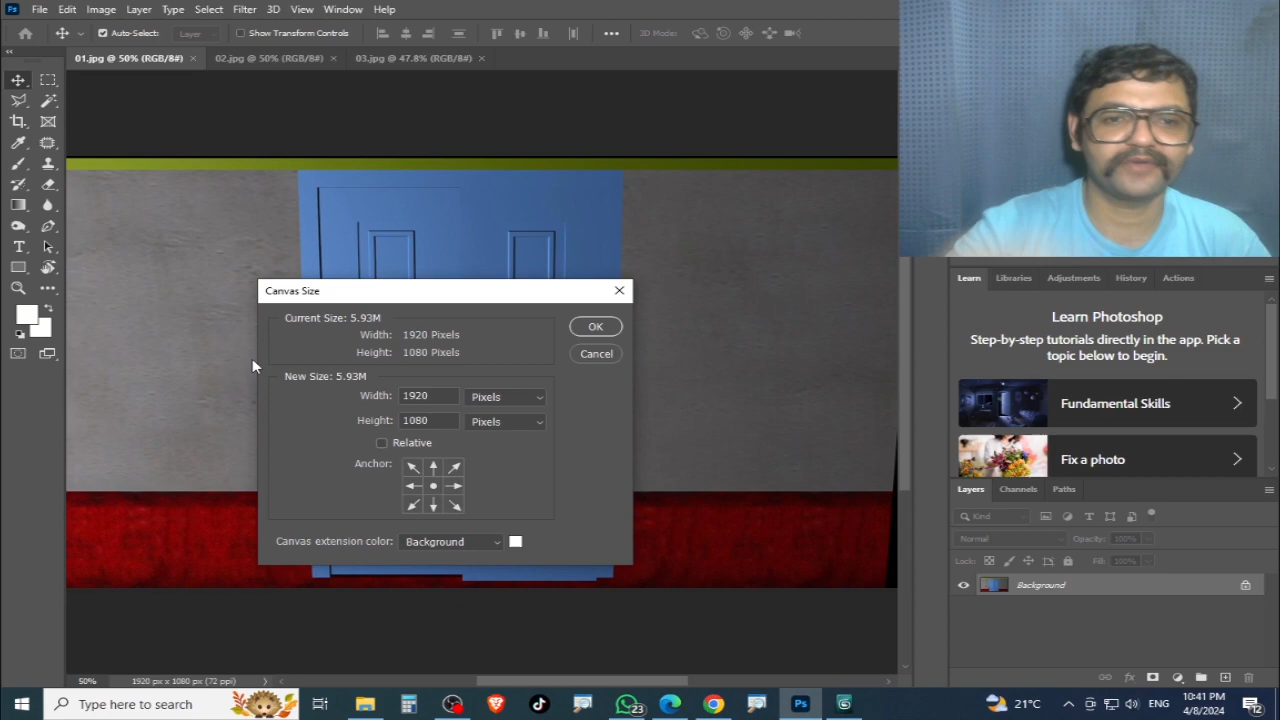 Ps File Edit Image Layer Type Select Filter 3D View Window Help
Auto-Select: Layer Show Transform Controls 3D Mode:
01.jpg @ 50% (RGB/8#) × 02.jpg @ 50% (RGB/8#) × 03.jpg @ 47.8% (RGB/8#) ×
Canvas Size
Current Size: 5.93M
Width: 1920 Pixels
Height: 1080 Pixels
OK
Cancel
New Size: 5.93M
Width: 1920 Pixels
Height: 1080 Pixels
Relative
Anchor:
Canvas extension color: Background
Learn Libraries Adjustments History Actions
Learn Photoshop
Step-by-step tutorials directly in the app. Pick a
topic below to begin.
Fundamental Skills
Fix a photo
Layers Channels Paths
Kind
Normal Opacity: 100%
Lock: Fill: 100%
Background
50% 1920 px x 1080 px (72 ppi)
Type here to search
23
Ps
21°C
ENG
10:41 PM
4/8/2024
12